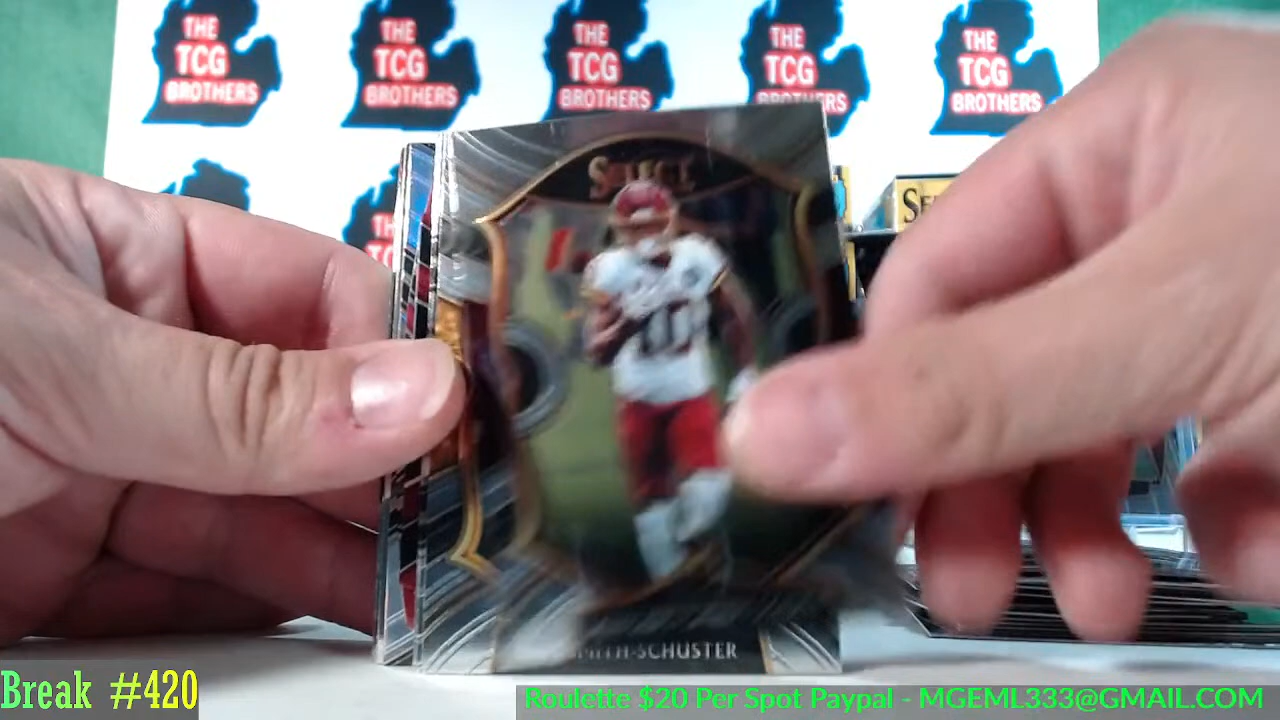 THE
TCG
BROTHERS
THE
TCG
BROTHERS
THE
TCG
BROTHERS
THE
TCG
BROTHERS
THE
TCG
BROTHERS
SELECT
SMITH-SCHUSTER
Break #420
Roulette $20 Per Spot Paypal - MGEML333@GMAIL.COM